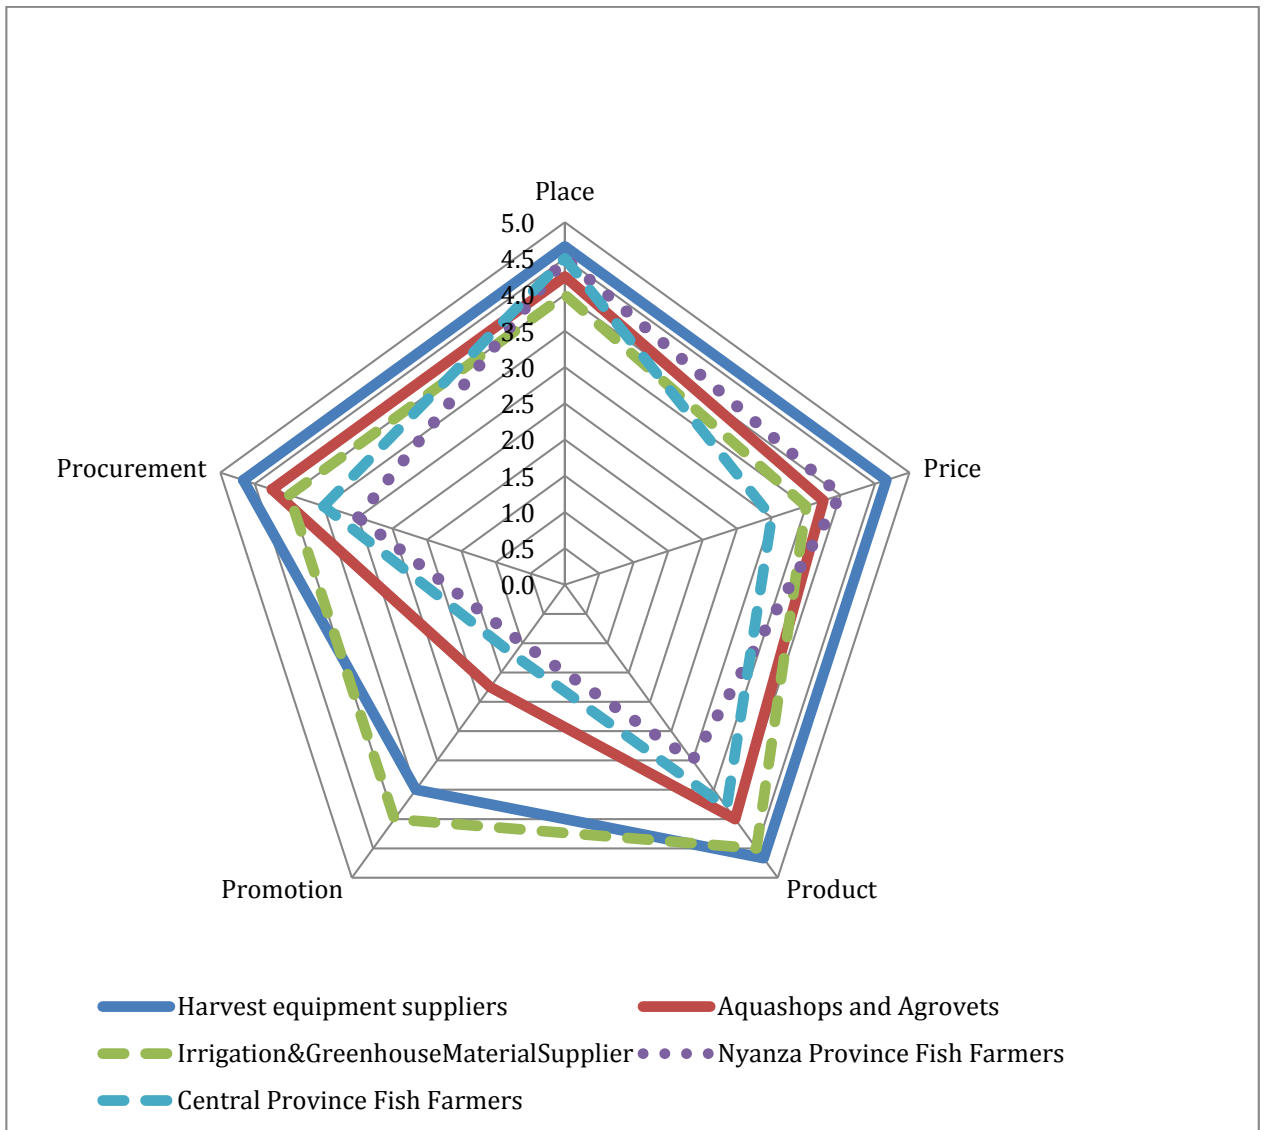 Place
5.0
4.5
4.0
3.5
3.0
2.5
2.0
1.5
1.0
0.5
0.0
Procurement
Price
Promotion
Product
Harvest equipment suppliers
Aquashops and Agrovets
Irrigation&GreenhouseMaterialSupplier
Nyanza Province Fish Farmers
Central Province Fish Farmers